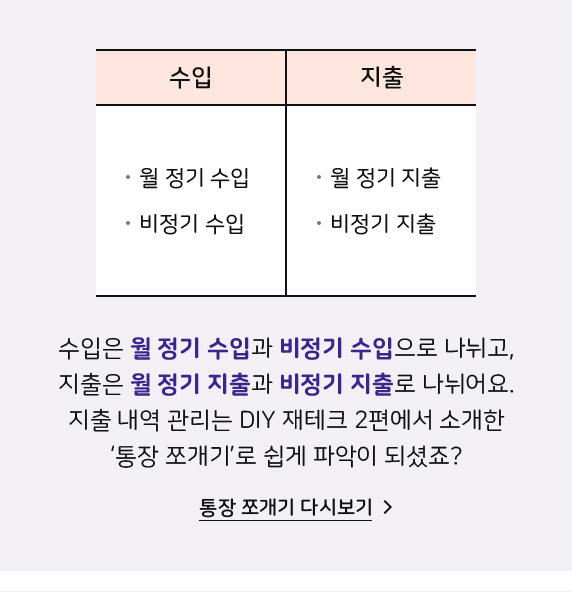 수입 지출
· 월 정기 수입 · 월 정기 지출
· 비정기 수입 · 비정기 지출
수입은 월 정기 수입과 비정기 수입으로 나뉘고,
지출은 월 정기 지출과 비정기 지출로 나뉘어요.
지출 내역 관리는 DIY 재테크 2편에서 소개한
‘통장 쪼개기’로 쉽게 파악이 되셨죠?
통장 쪼개기 다시보기 >